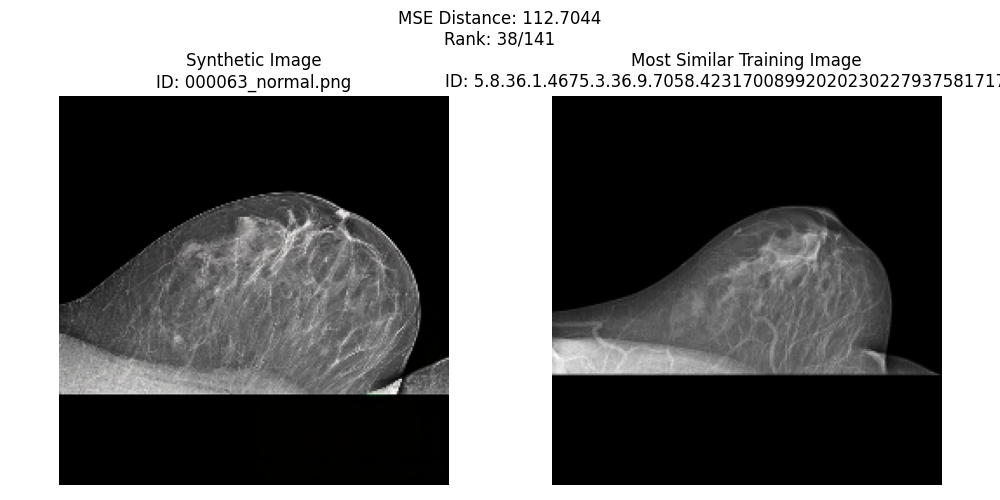 MSE Distance: 112.7044
Rank: 38/141
Synthetic Image
ID: 000063_normal.png
Most Similar Training Image
ID: 5.8.36.1.4675.3.36.9.7058.42317008992020230227937581717